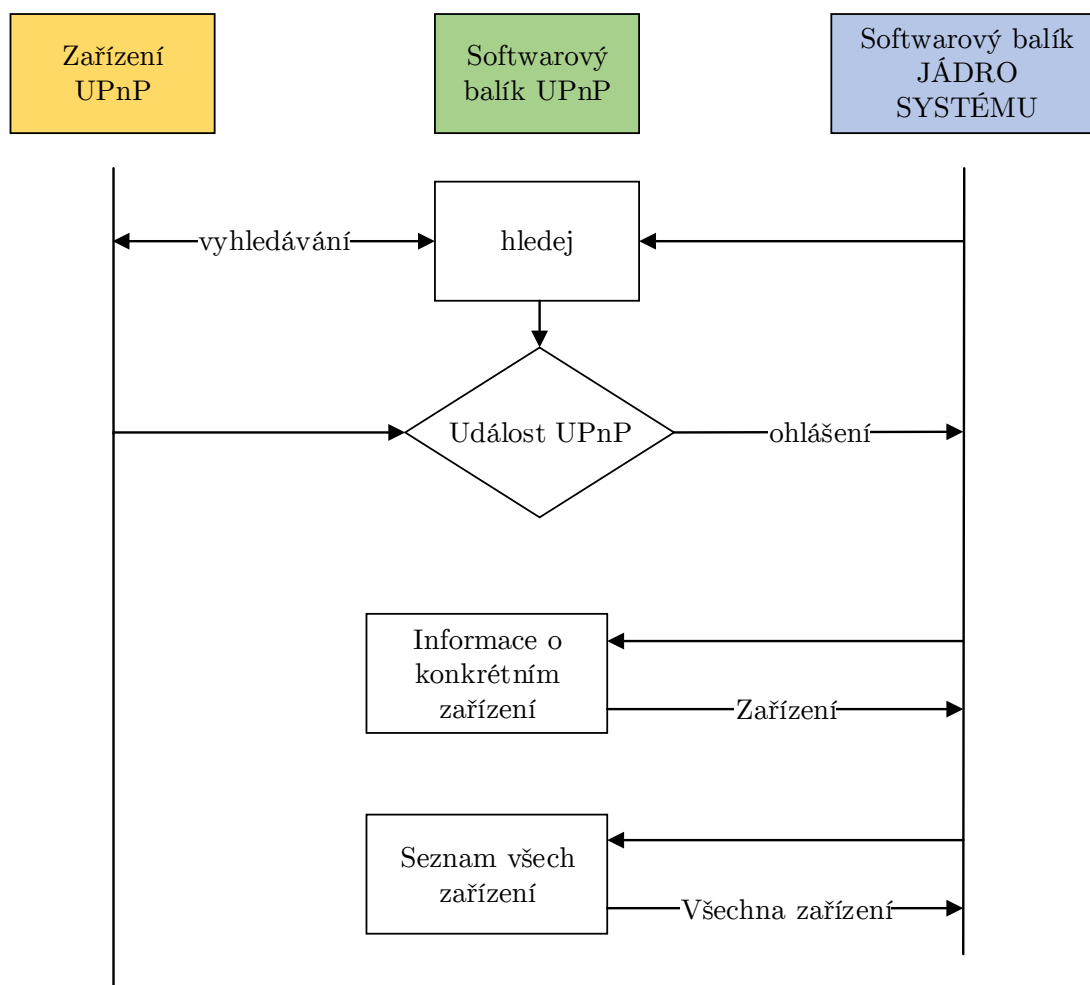 Zařízení
UPnP
Softwarový
balík UPnP
Softwarový balík
JÁDRO
SYSTÉMU
vyhledávání
hledej
Událost UPnP
ohlášení
Informace o
konkrétním
zařízení
Zařízení
Seznam všech
zařízení
Všechna zařízení